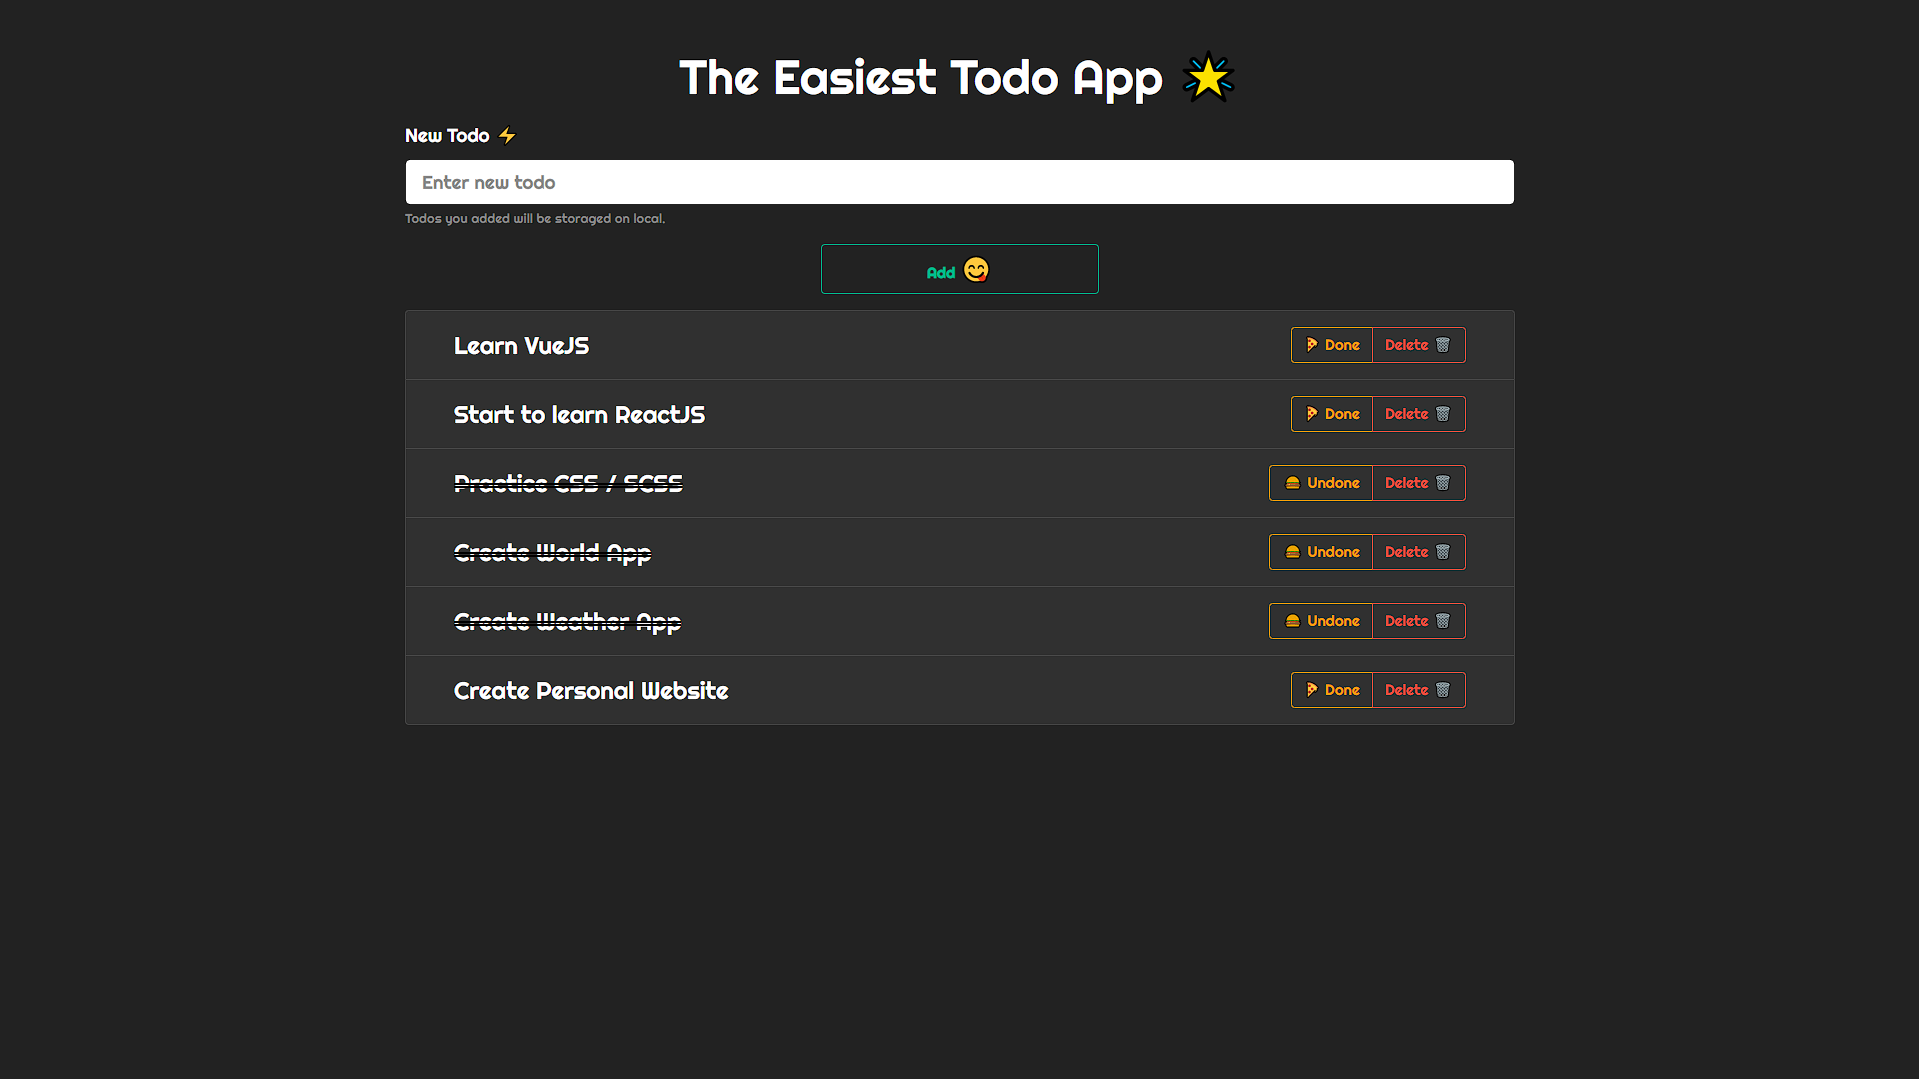 The Easiest Todo App 🌟
New Todo ⚡
Enter new todo
Todos you added will be storaged on local.
Add 😋
Learn VueJS 🍕 Done Delete 🗑️
Start to learn ReactJS 🍕 Done Delete 🗑️
Practice CSS / SCSS 🍔 Undone Delete 🗑️
Create World App 🍔 Undone Delete 🗑️
Create Weather App 🍔 Undone Delete 🗑️
Create Personal Website 🍕 Done Delete 🗑️